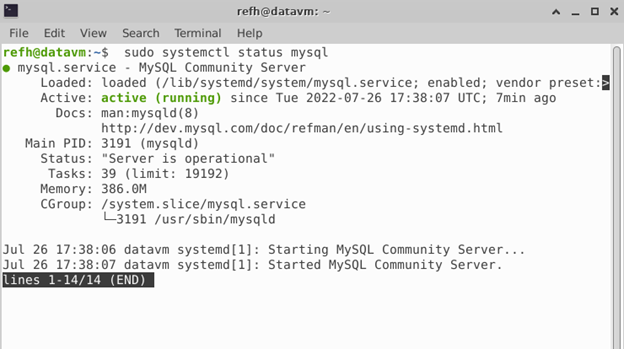 refh@datavm: ~
File Edit View Search Terminal Help
refh@datavm:~$  sudo systemctl status mysql
● mysql.service - MySQL Community Server
     Loaded: loaded (/lib/systemd/system/mysql.service; enabled; vendor preset:>
     Active: active (running) since Tue 2022-07-26 17:38:07 UTC; 7min ago
       Docs: man:mysqld(8)
             http://dev.mysql.com/doc/refman/en/using-systemd.html
   Main PID: 3191 (mysqld)
     Status: "Server is operational"
      Tasks: 39 (limit: 19192)
     Memory: 386.0M
     CGroup: /system.slice/mysql.service
             └─3191 /usr/sbin/mysqld
Jul 26 17:38:06 datavm systemd[1]: Starting MySQL Community Server...
Jul 26 17:38:07 datavm systemd[1]: Started MySQL Community Server.
lines 1-14/14 (END)